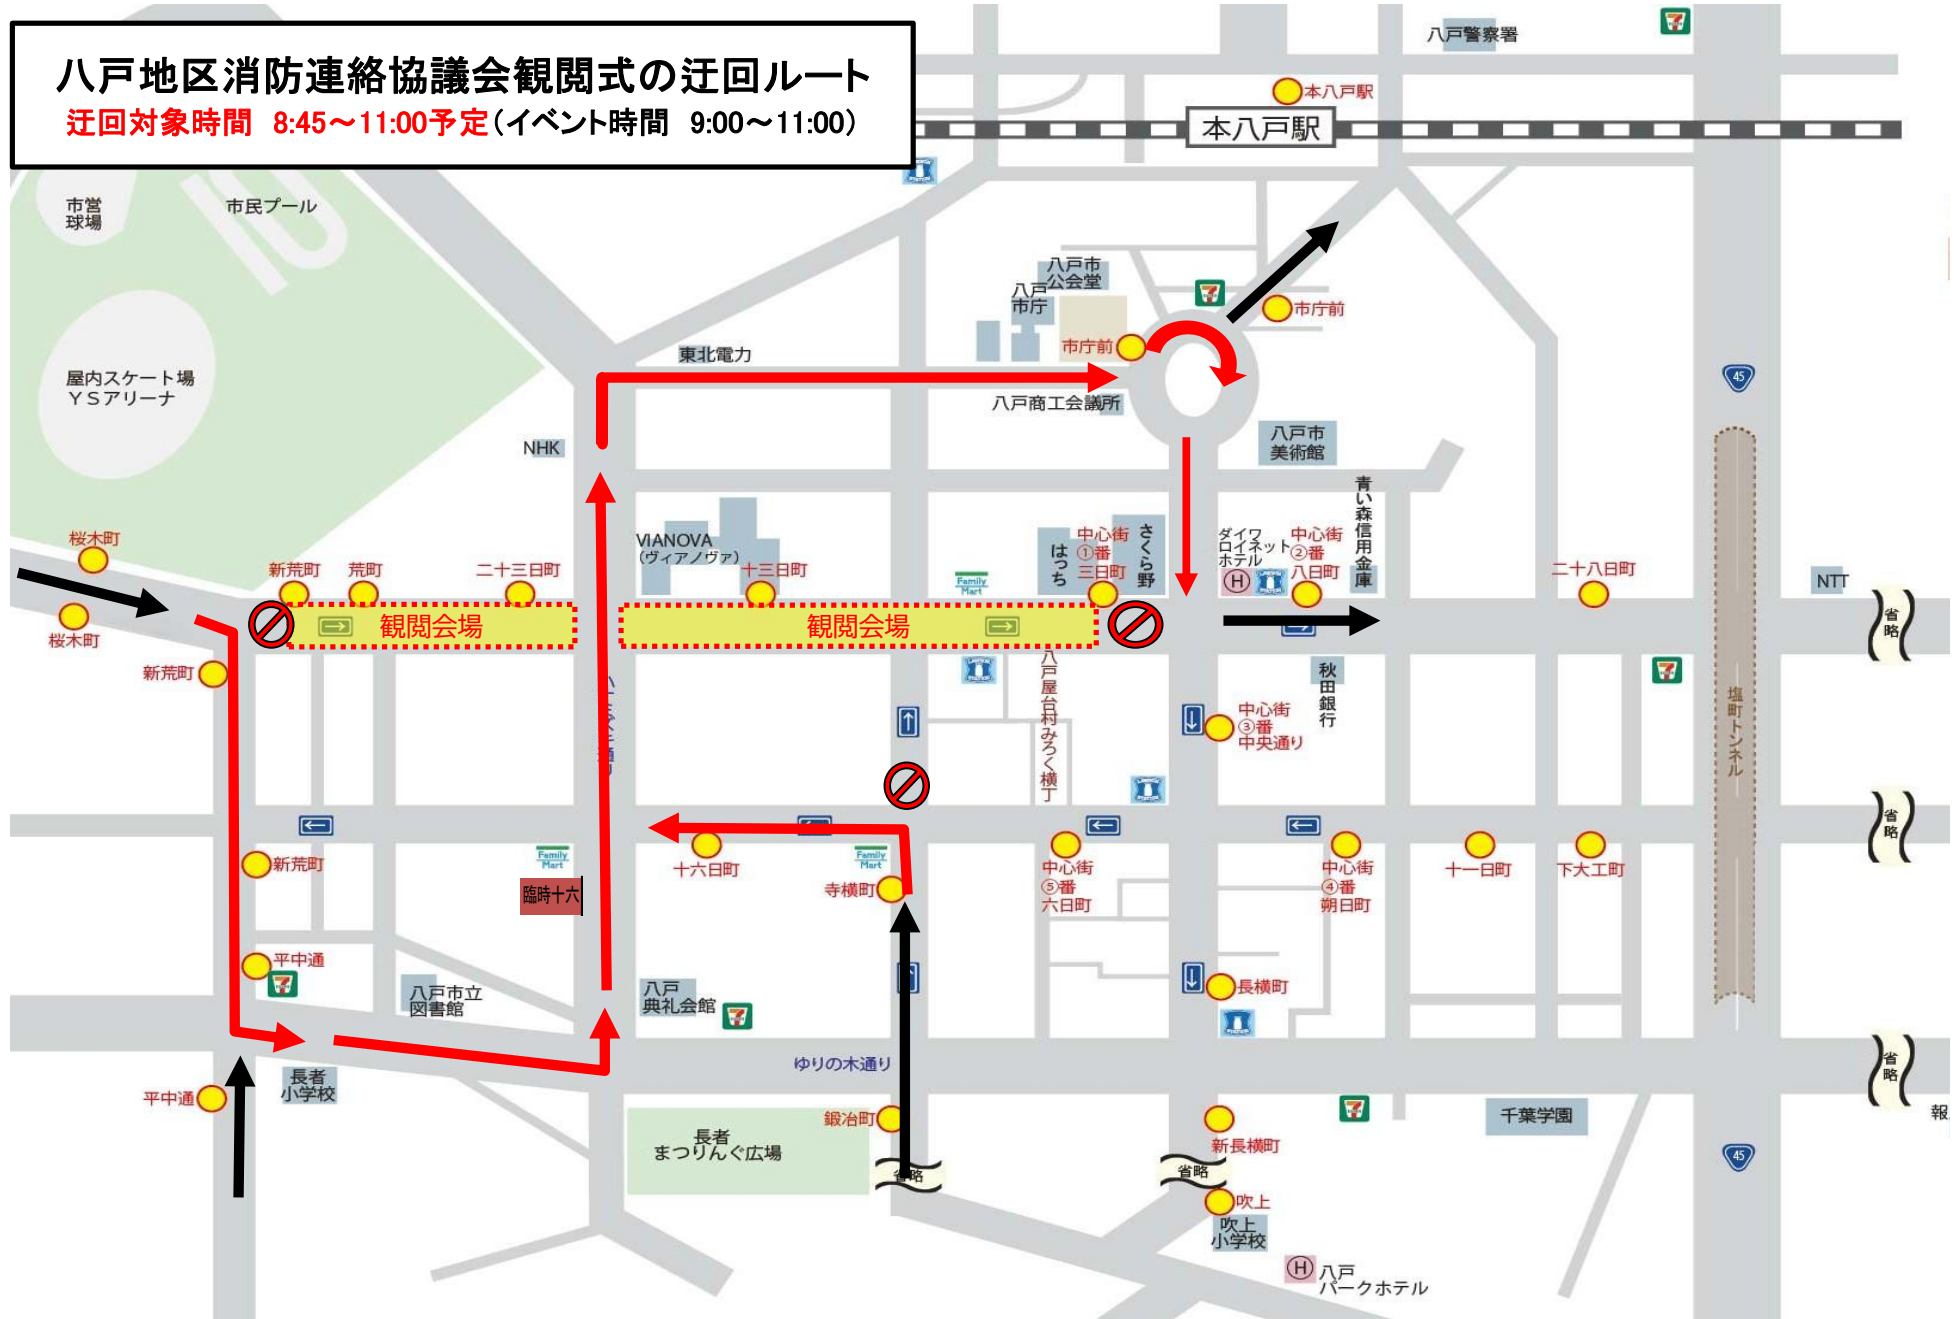 八戸地区消防連絡協議会観閲式の迂回ルート
迂回対象時間 8:45～11:00予定(イベント時間 9:00～11:00)
八戸警察署
本八戸駅
本八戸駅
市営
球場
市民プール
八戸市
公会堂
八戸
市庁
市庁前
市庁前
東北電力
屋内スケート場
YSアリーナ
八戸商工会議所
45
NHK
八戸市
美術館
VIANOVA
(ヴィアノヴァ)
はっち
中心街
①番
三日町
さくら野
ダイワ
ロイネット
ホテル
H
中心街
②番
八日町
青い森信用金庫
桜木町
新荒町
荒町
二十三日町
十三日町
Family
Mart
二十八日町
NTT
桜木町
観閲会場
観閲会場
省略
新荒町
八戸屋台村みろく横丁
秋田銀行
中心街
③番
中央通り
塩町トンネル
省略
新荒町
Family
Mart
臨時十六
十六日町
Family
Mart
寺横町
中心街
⑤番
六日町
中心街
④番
朔日町
十一日町
下大工町
平中通
八戸市立
図書館
八戸
典礼会館
長横町
ゆりの木通り
省略
長者
小学校
平中通
長者
まつりんぐ広場
鍛冶町
新長横町
千葉学園
報
45
省略
省略
吹上
吹上
小学校
H
八戸
パークホテル